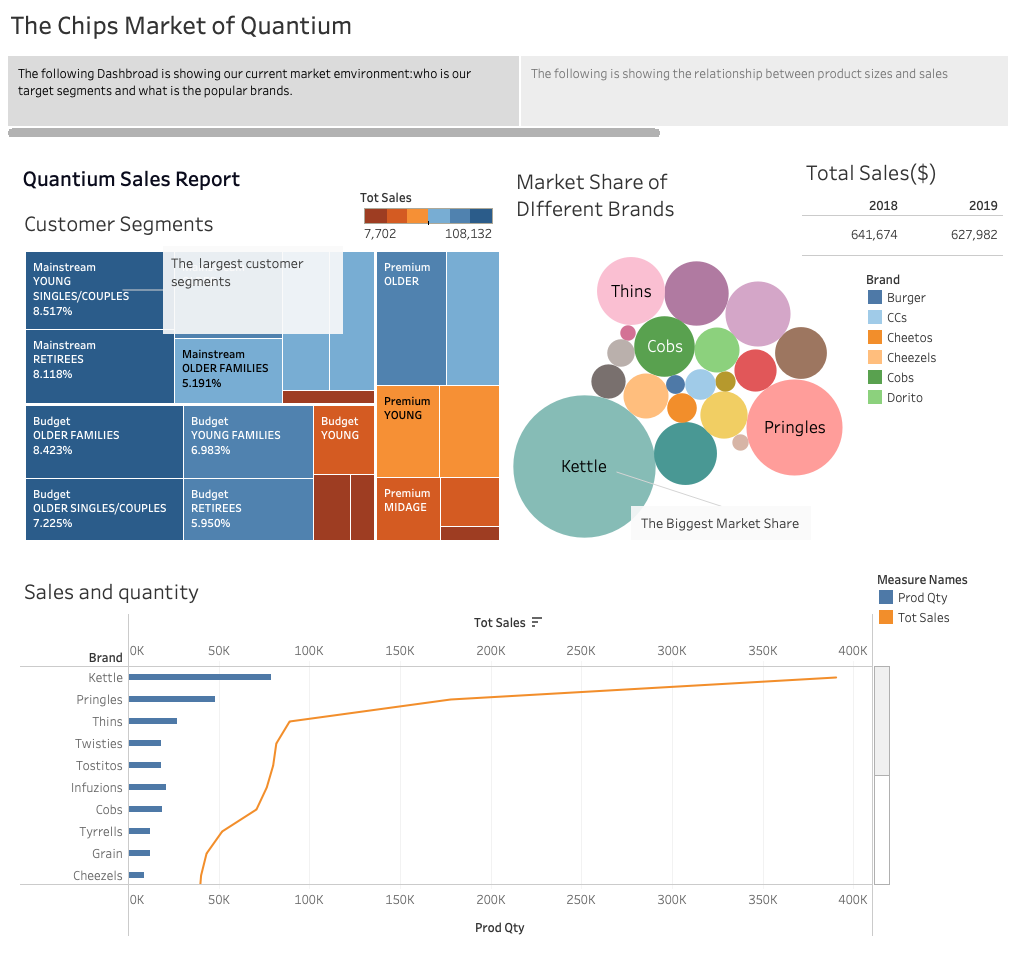 The Chips Market of Quantium
The following Dashbroad is showing our current market emvironment:who is our
target segments and what is the popular brands.
The following is showing the relationship between product sizes and sales
Quantium Sales Report
Customer Segments
Tot Sales
7,702
108,132
The largest customer
segments
Mainstream
YOUNG
SINGLES/COUPLES
8.517%
Mainstream
RETIREES
8.118%
Mainstream
OLDER FAMILIES
5.191%
Budget
OLDER FAMILIES
8.423%
Budget
YOUNG FAMILIES
6.983%
Budget
YOUNG
Budget
OLDER SINGLES/COUPLES
7.225%
Budget
RETIREES
5.950%
Premium
OLDER
Premium
YOUNG
Premium
MIDAGE
Market Share of
DIfferent Brands
Thins
Cobs
Pringles
Kettle
The Biggest Market Share
Total Sales($)
2018 2019
641,674 627,982
Brand
Burger
CCs
Cheetos
Cheezels
Cobs
Dorito
Sales and quantity
Measure Names
Prod Qty
Tot Sales
Tot Sales
Brand
0K 50K 100K 150K 200K 250K 300K 350K 400K
Kettle
Pringles
Thins
Twisties
Tostitos
Infuzions
Cobs
Tyrrells
Grain
Cheezels
0K 50K 100K 150K 200K 250K 300K 350K 400K
Prod Qty